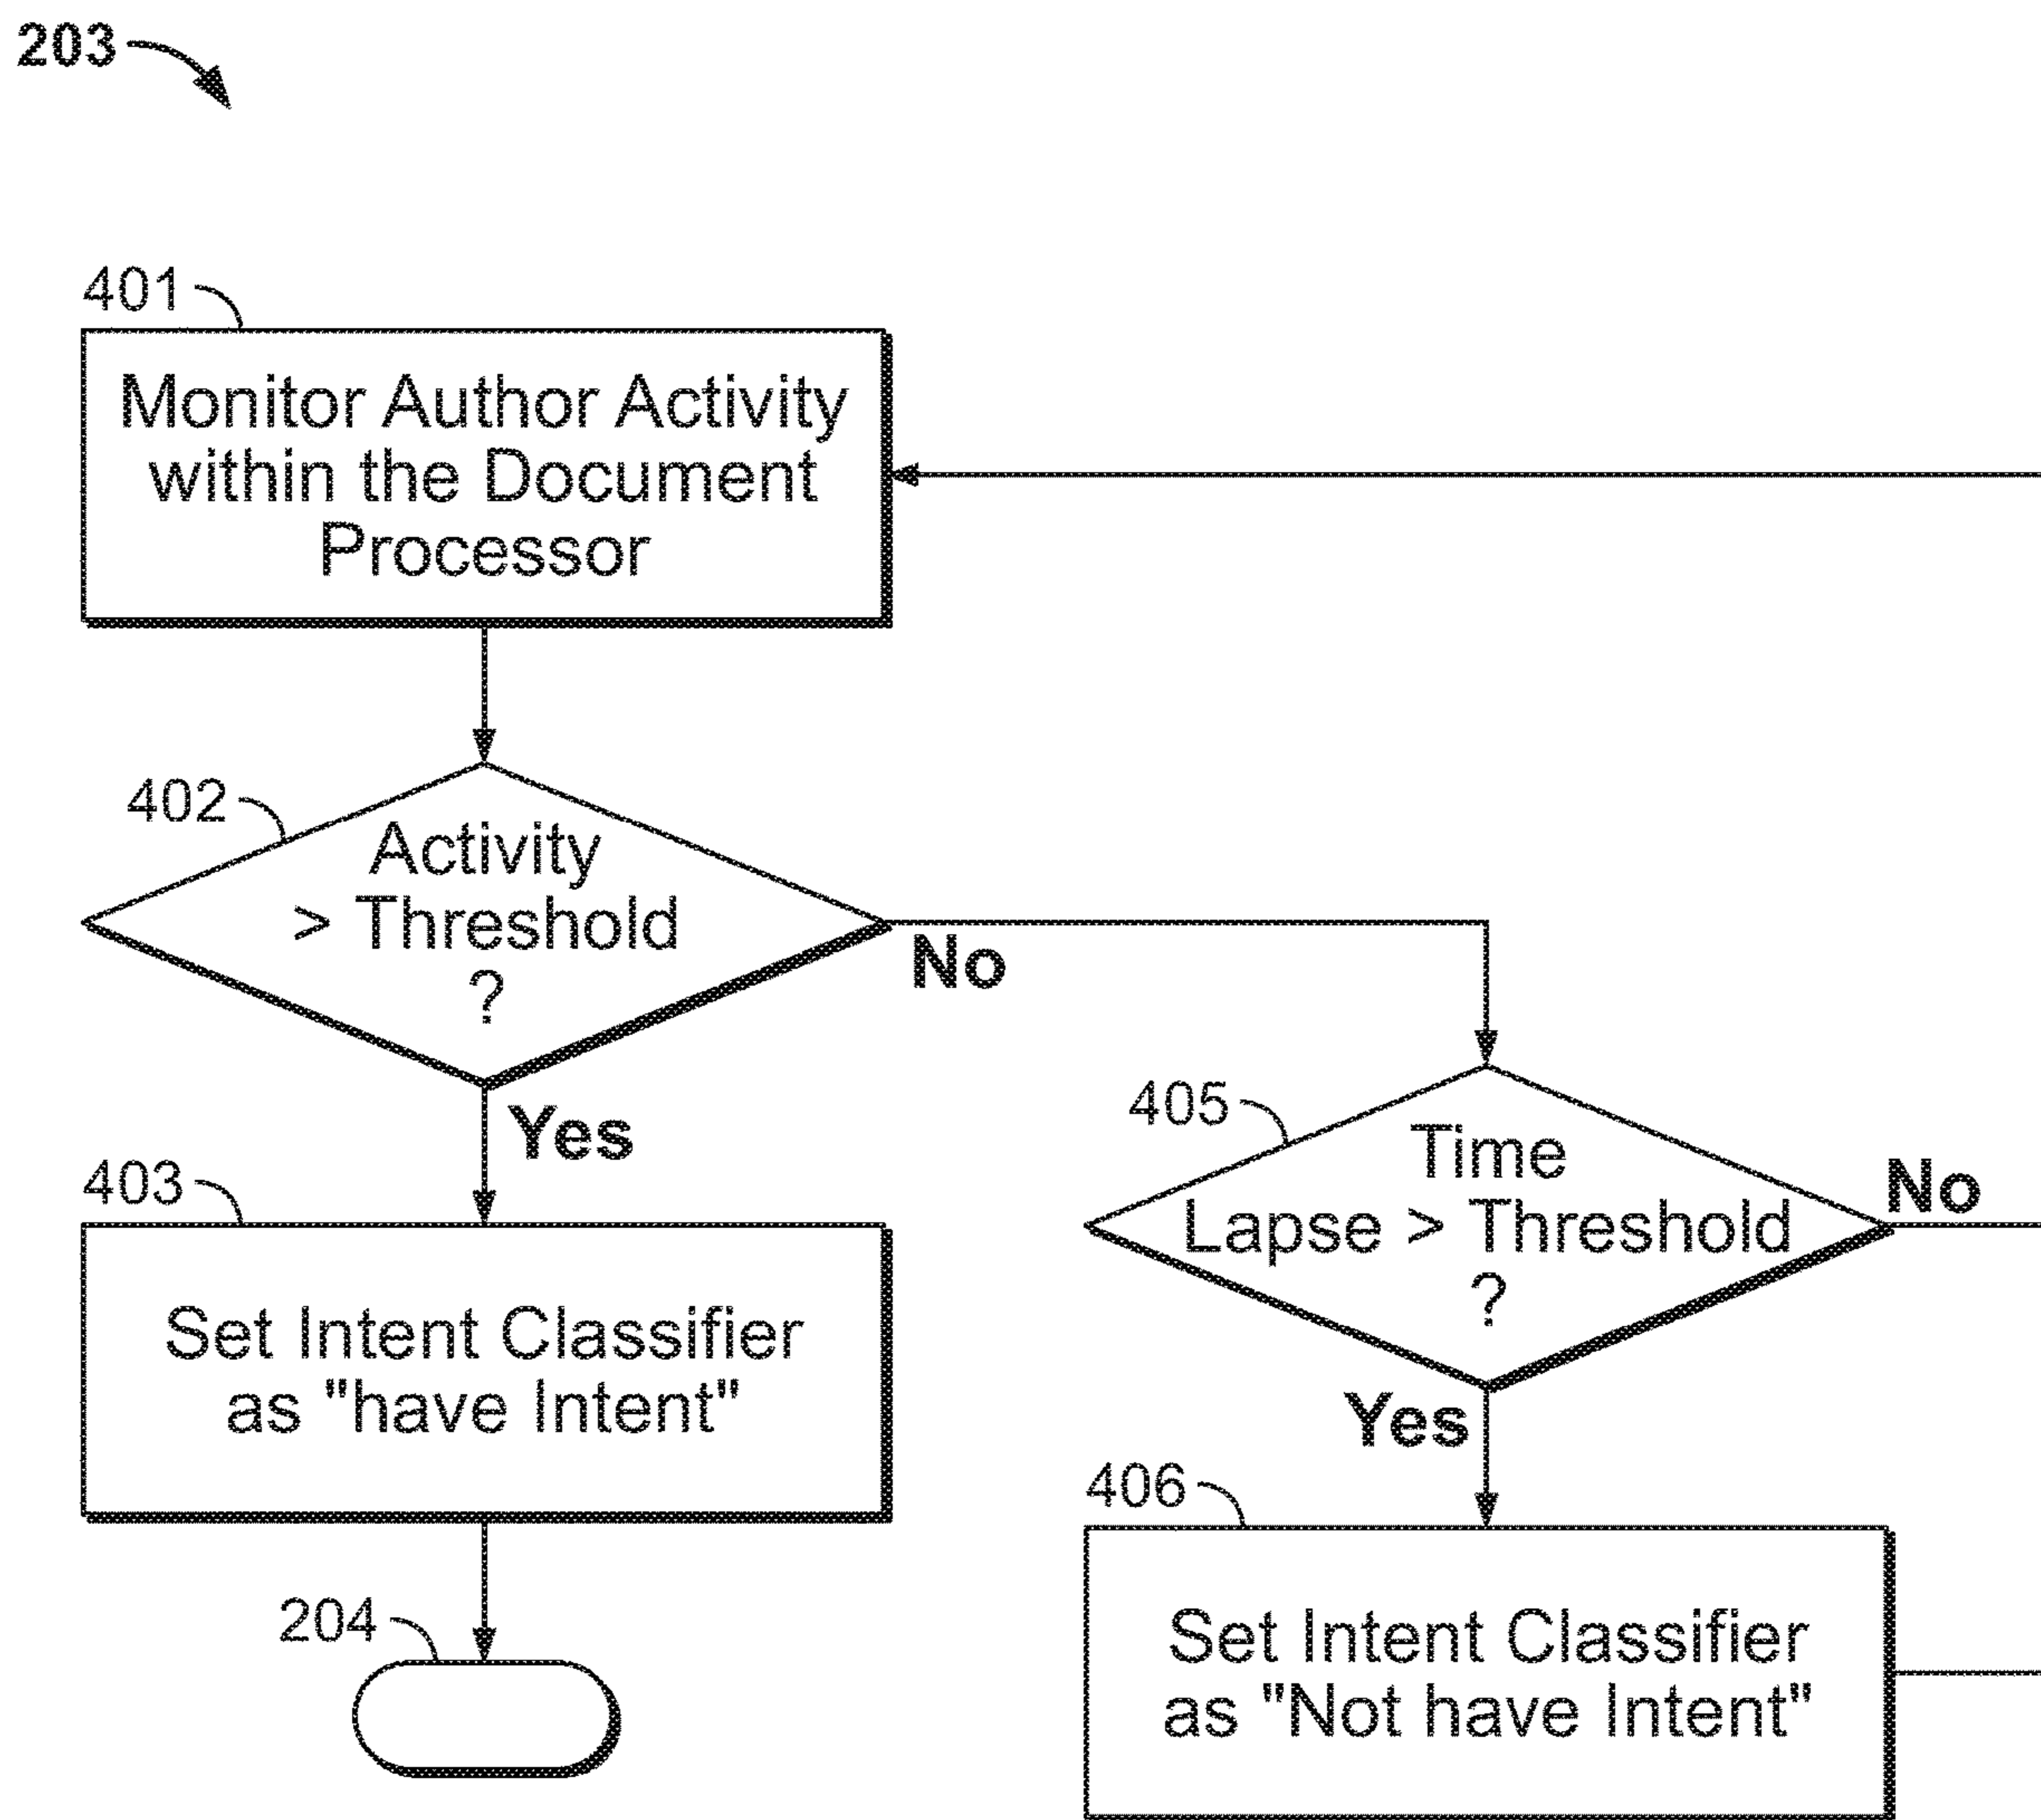 203
401
Monitor Author Activity
within the Document
Processor
402
Activity
> Threshold
?
No
Yes
403
Set Intent Classifier
as "have Intent"
204
405
Time
Lapse > Threshold
?
No
Yes
406
Set Intent Classifier
as "Not have Intent"